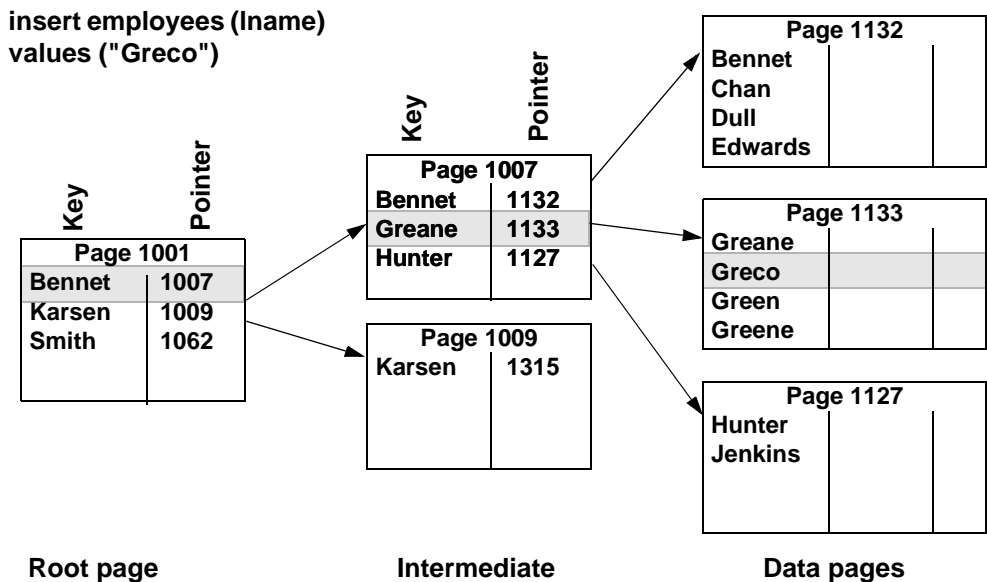 insert employees (lname)
values ("Greco")
Key
Pointer
Page 1001
Bennet 1007
Karsen 1009
Smith 1062
Key
Pointer
Page 1007
Bennet 1132
Greane 1133
Hunter 1127
Page 1009
Karsen 1315
Page 1132
Bennet
Chan
Dull
Edwards
Page 1133
Greane
Greco
Green
Greene
Page 1127
Hunter
Jenkins
Root page
Intermediate
Data pages